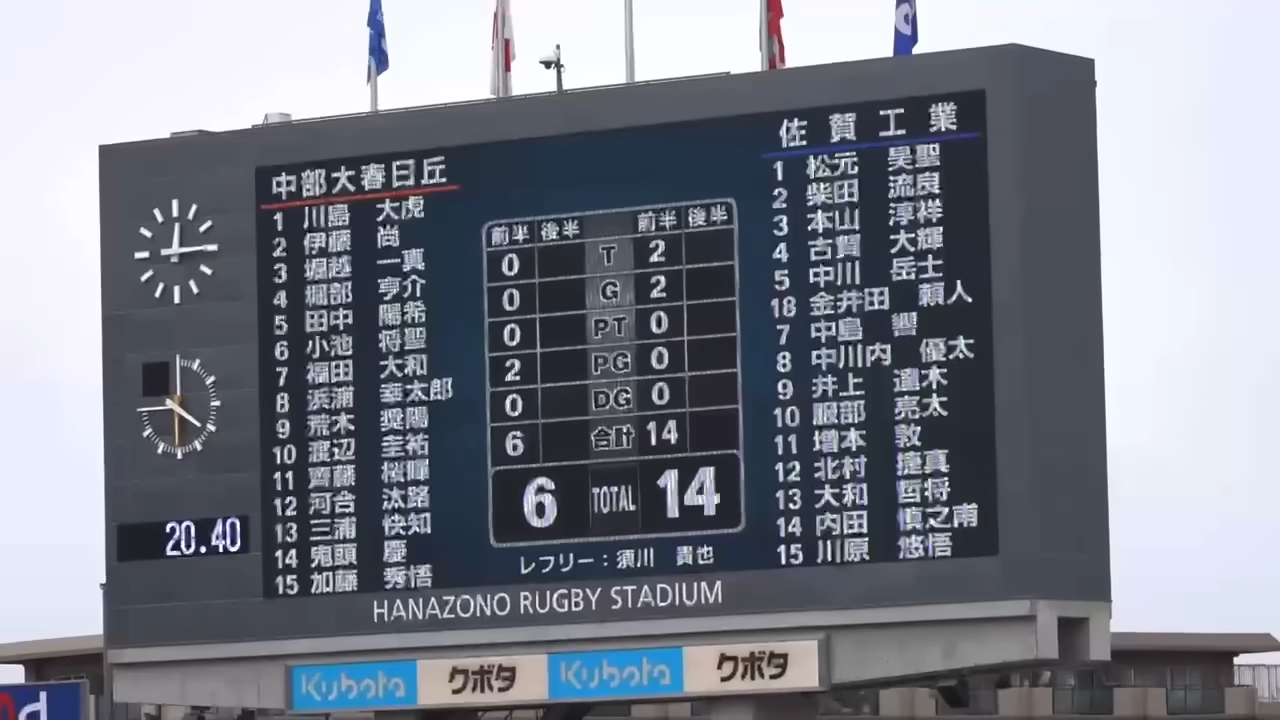 中部大春日丘
1 川島 大虎
2 伊藤 尚
3 堀越 一真
4 堀部 亨介
5 田中 陽希
6 小池 将聖
7 福田 大和
8 浜浦 幸太郎
9 荒木 奨陽
10 渡辺 圭祐
11 齊藤 桜暉
12 河合 汰路
13 三浦 快知
14 鬼頭 慶
15 加藤 秀悟
前半 後半 前半 後半
0 T 2
0 G 2
0 PT 0
2 PG 0
0 DG 0
6 合計 14
6 TOTAL 14
レフリー：須川 貴也
佐賀工業
1 松元 昊聖
2 柴田 流良
3 本山 淳祥
4 古賀 大輝
5 中川 岳士
18 金井田 頼人
7 中島 響
8 中川内 優太
9 井上 達木
10 服部 亮太
11 増本 敦
12 北村 捷真
13 大和 哲将
14 内田 慎之甫
15 川原 悠悟
20.40
HANAZONO RUGBY STADIUM
Kubota クボタ Kubota クボタ